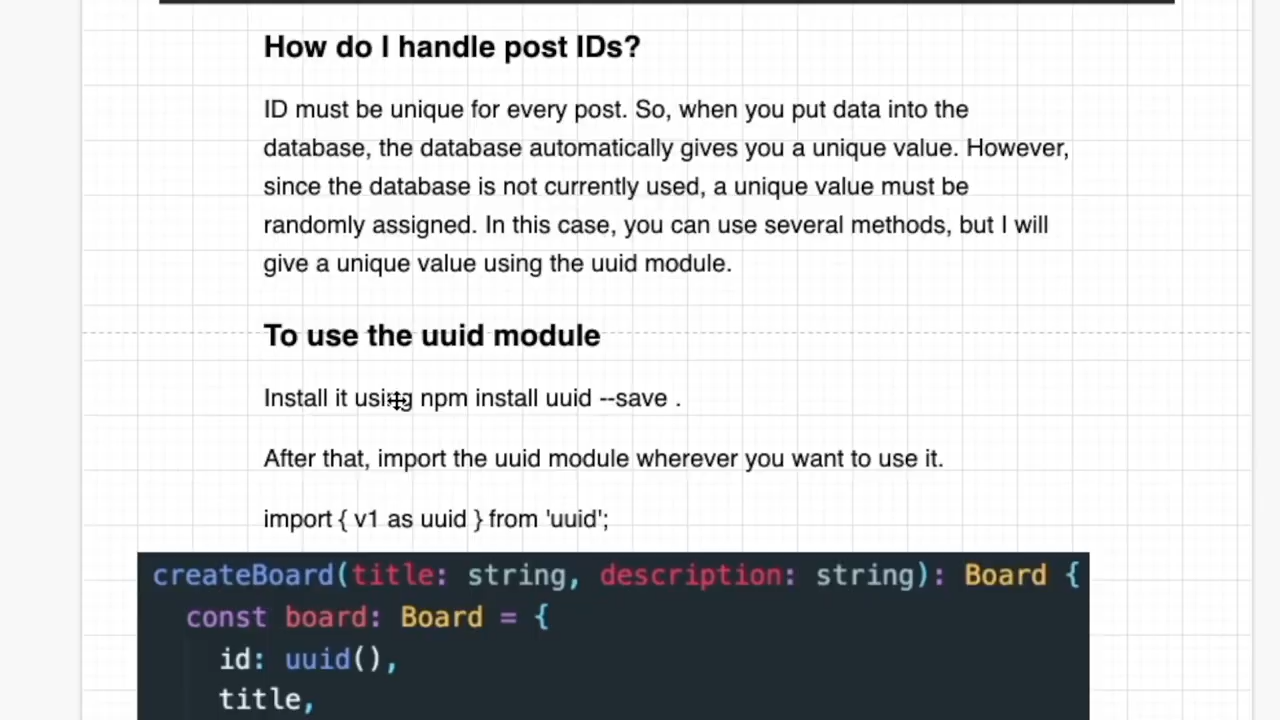 How do I handle post IDs?
ID must be unique for every post. So, when you put data into the
database, the database automatically gives you a unique value. However,
since the database is not currently used, a unique value must be
randomly assigned. In this case, you can use several methods, but I will
give a unique value using the uuid module.
To use the uuid module
Install it using npm install uuid --save .
After that, import the uuid module wherever you want to use it.
import { v1 as uuid } from 'uuid';
createBoard(title: string, description: string): Board {
const board: Board = {
id: uuid(),
title,